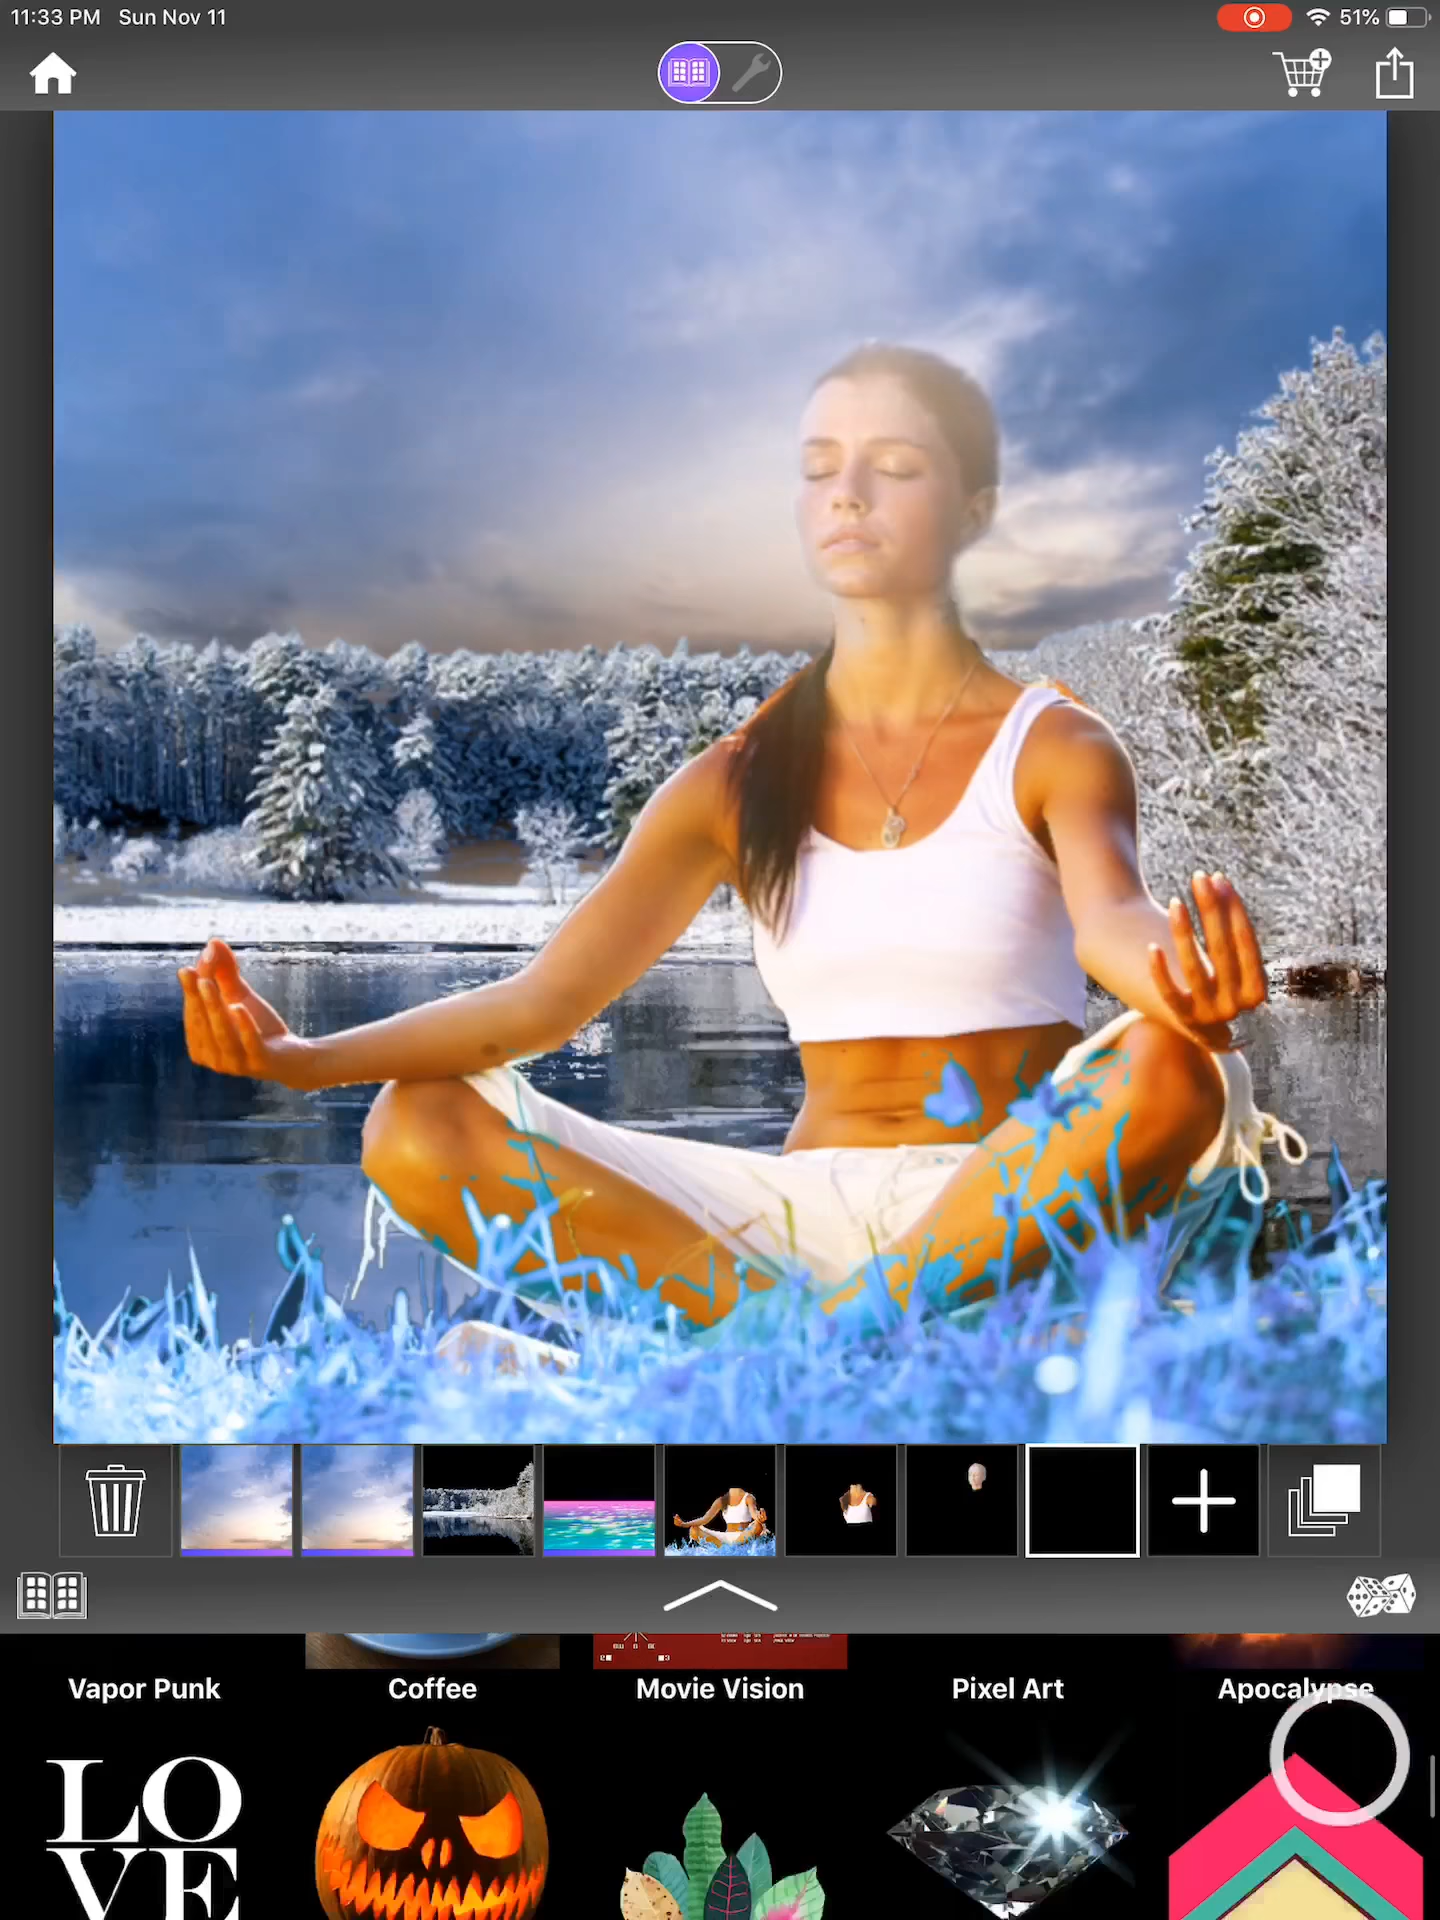 11:33 PM Sun Nov 11
51%
Vapor Punk
Coffee
Movie Vision
Pixel Art
Apocalypse
LO
VE